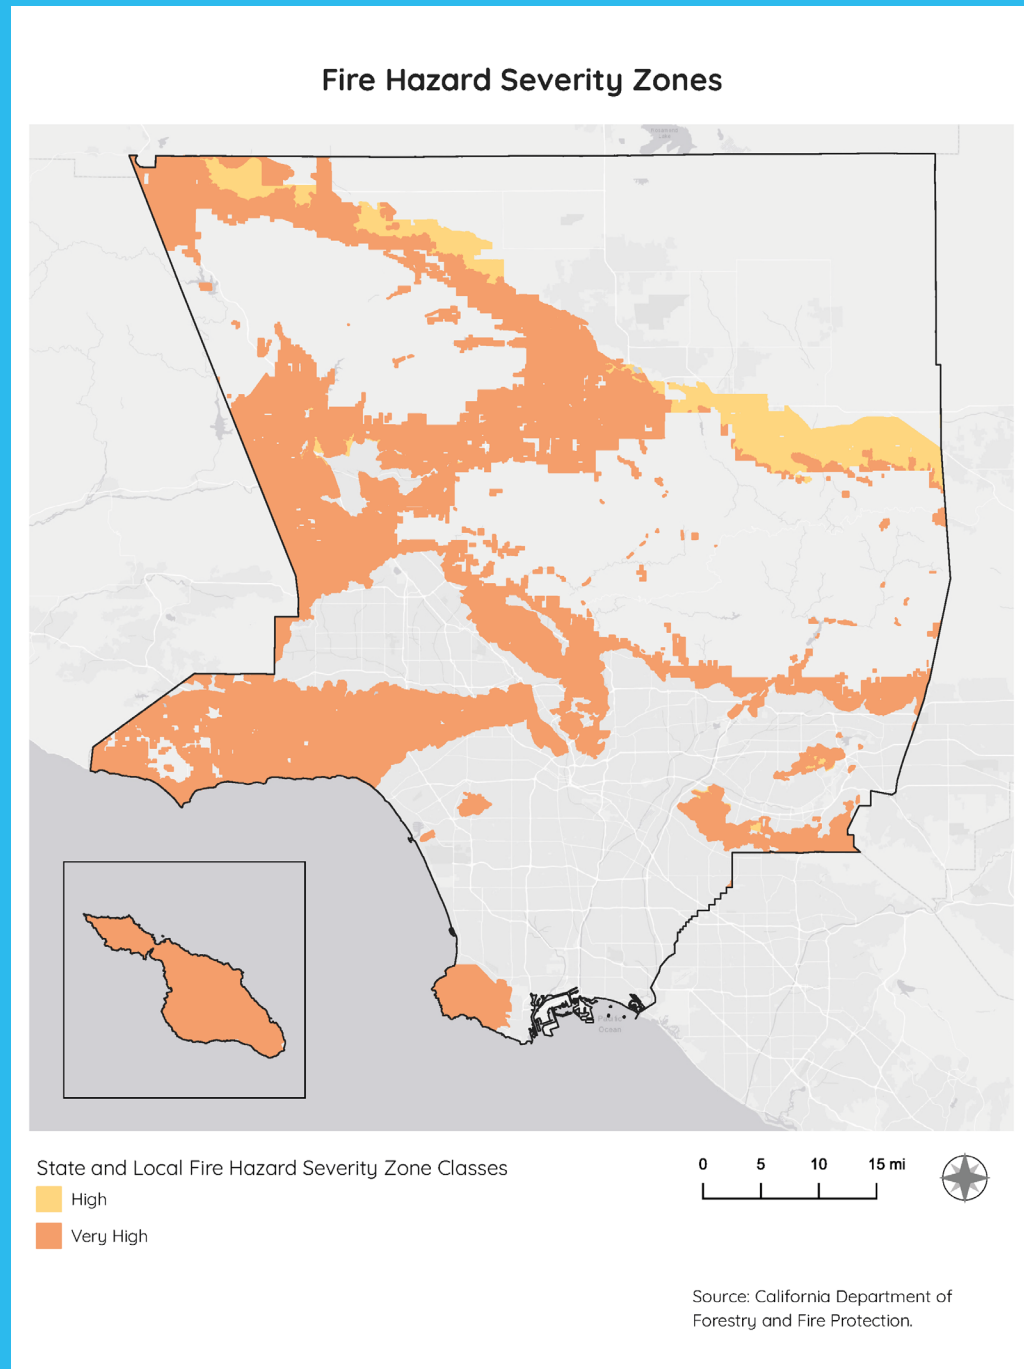 Fire Hazard Severity Zones
Ocean
State and Local Fire Hazard Severity Zone Classes
High
Very High
0 5 10 15 mi
Source: California Department of
Forestry and Fire Protection.